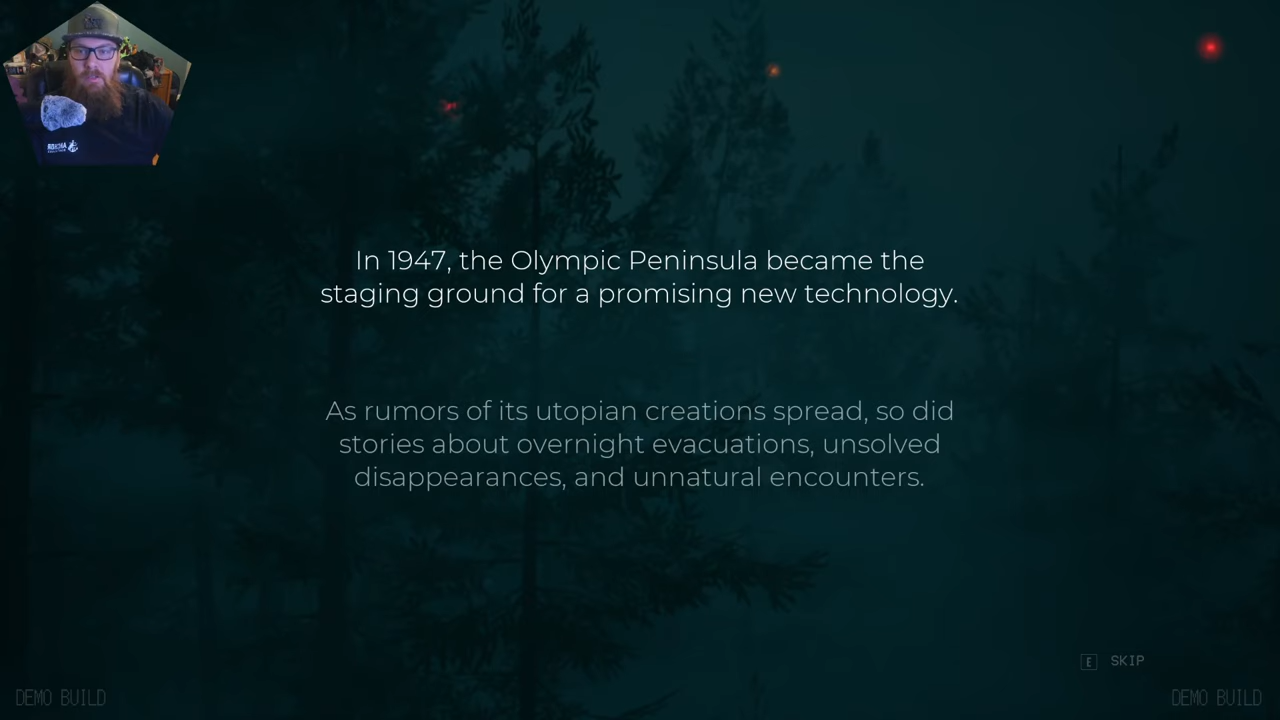 In 1947, the Olympic Peninsula became the
staging ground for a promising new technology.
As rumors of its utopian creations spread, so did
stories about overnight evacuations, unsolved
disappearances, and unnatural encounters.
E SKIP
DEMO BUILD
DEMO BUILD